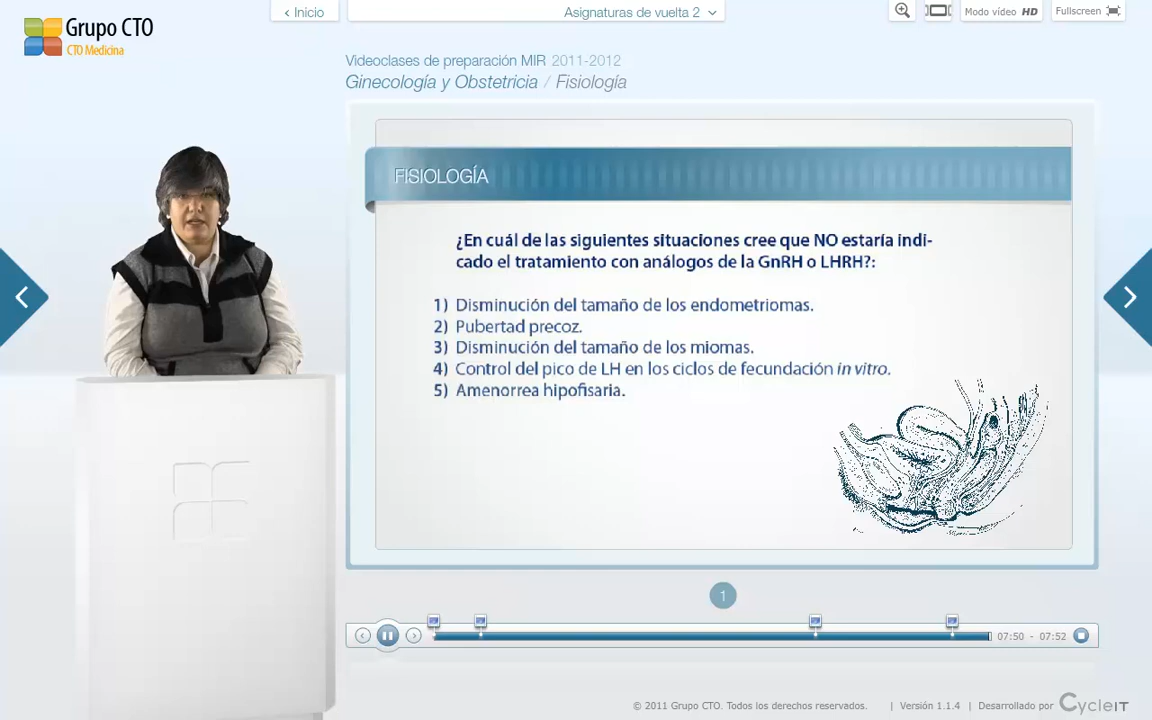 Grupo CTO
CTO Medicina
‹ Inicio
Asignaturas de vuelta 2
Modo vídeo HD
Fullscreen
Videoclases de preparación MIR 2011-2012
Ginecología y Obstetricia / Fisiología
FISIOLOGÍA
¿En cuál de las siguientes situaciones cree que NO estaría indi-
cado el tratamiento con análogos de la GnRH o LHRH?:
1) Disminución del tamaño de los endometriomas.
2) Pubertad precoz.
3) Disminución del tamaño de los miomas.
4) Control del pico de LH en los ciclos de fecundación in vitro.
5) Amenorrea hipofisaria.
1
07:50 - 07:52
© 2011 Grupo CTO. Todos los derechos reservados. | Versión 1.1.4 | Desarrollado por CycleIT